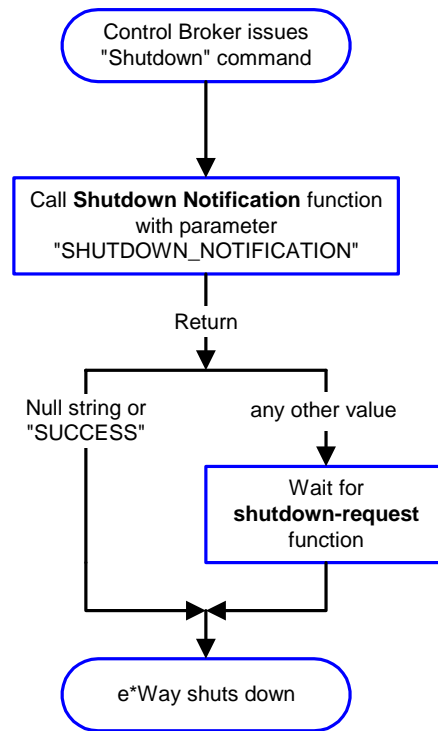 Control Broker issues
"Shutdown" command
Call Shutdown Notification function
with parameter
"SHUTDOWN_NOTIFICATION"
Return
Null string or
"SUCCESS"
any other value
Wait for
shutdown-request
function
e*Way shuts down